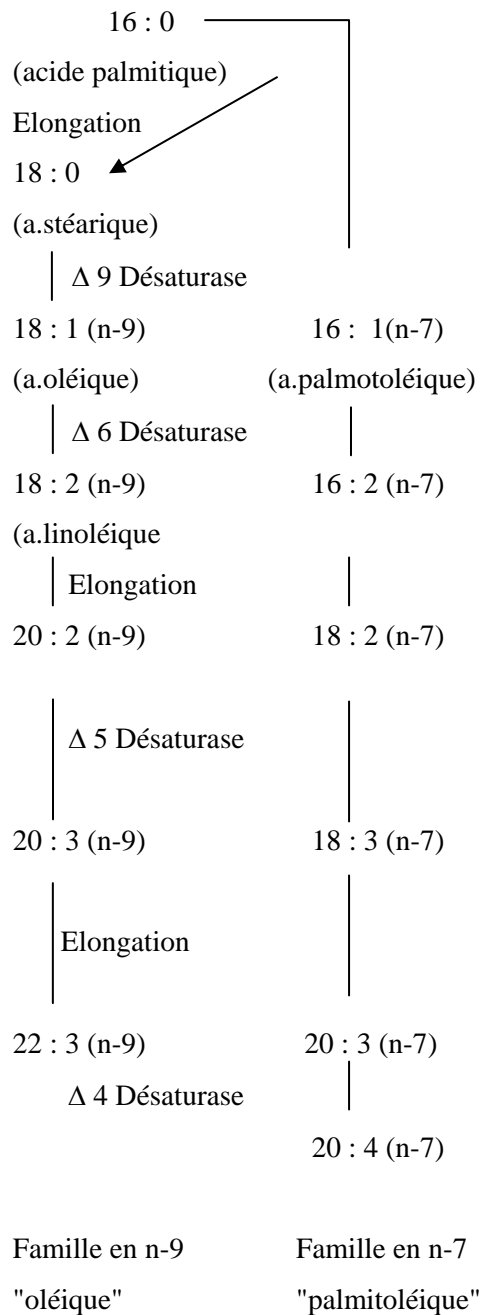 16 : 0
(acide palmitique)
Elongation
18 : 0
(a.stéarique)
Δ 9 Désaturase
18 : 1 (n-9) 16 : 1(n-7)
(a.oléique) (a.palmotoléique)
Δ 6 Désaturase
18 : 2 (n-9) 16 : 2 (n-7)
(a.linoléique
Elongation
20 : 2 (n-9) 18 : 2 (n-7)
Δ 5 Désaturase
20 : 3 (n-9) 18 : 3 (n-7)
Elongation
22 : 3 (n-9) 20 : 3 (n-7)
Δ 4 Désaturase
20 : 4 (n-7)
Famille en n-9 Famille en n-7
"oléique" "palmitoléique"